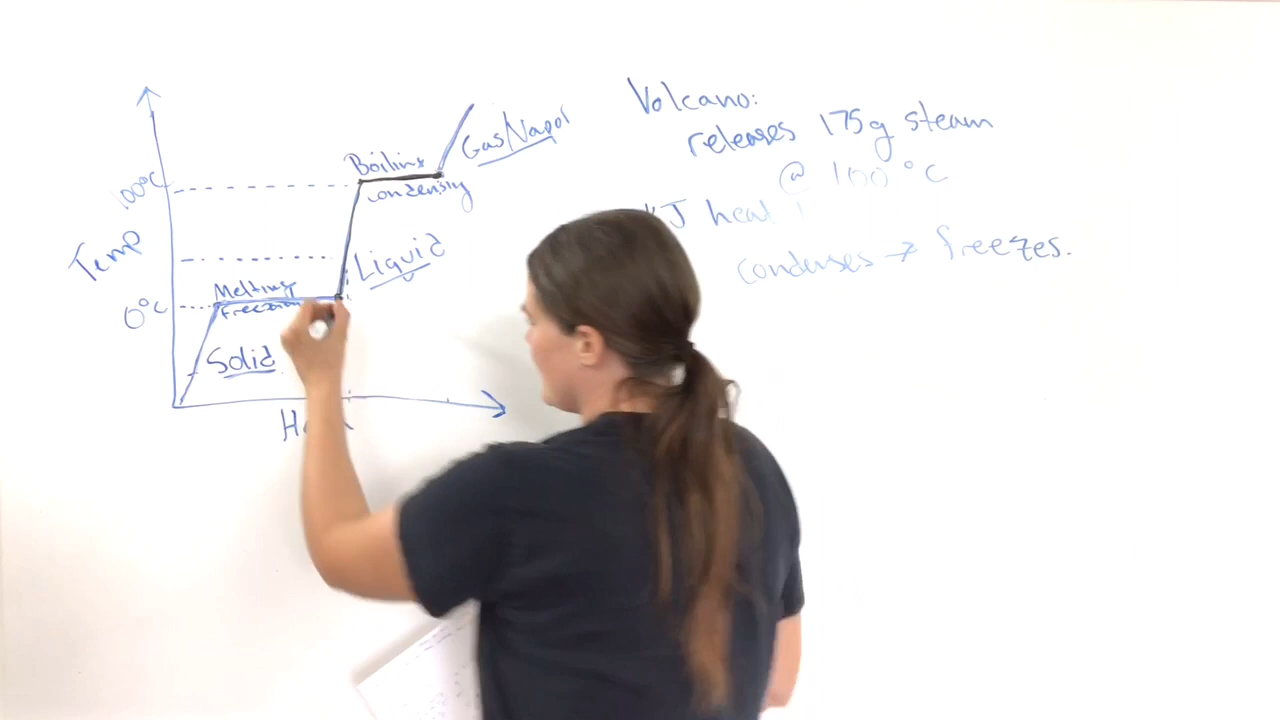 Volcano:
releases 175g steam
@ 100 °C
KJ heat
condenses → freezes.
Gas/Vapor
Boiling
condensing
100°C
Temp
Liquid
Melting
Freezing
0°C
Solid